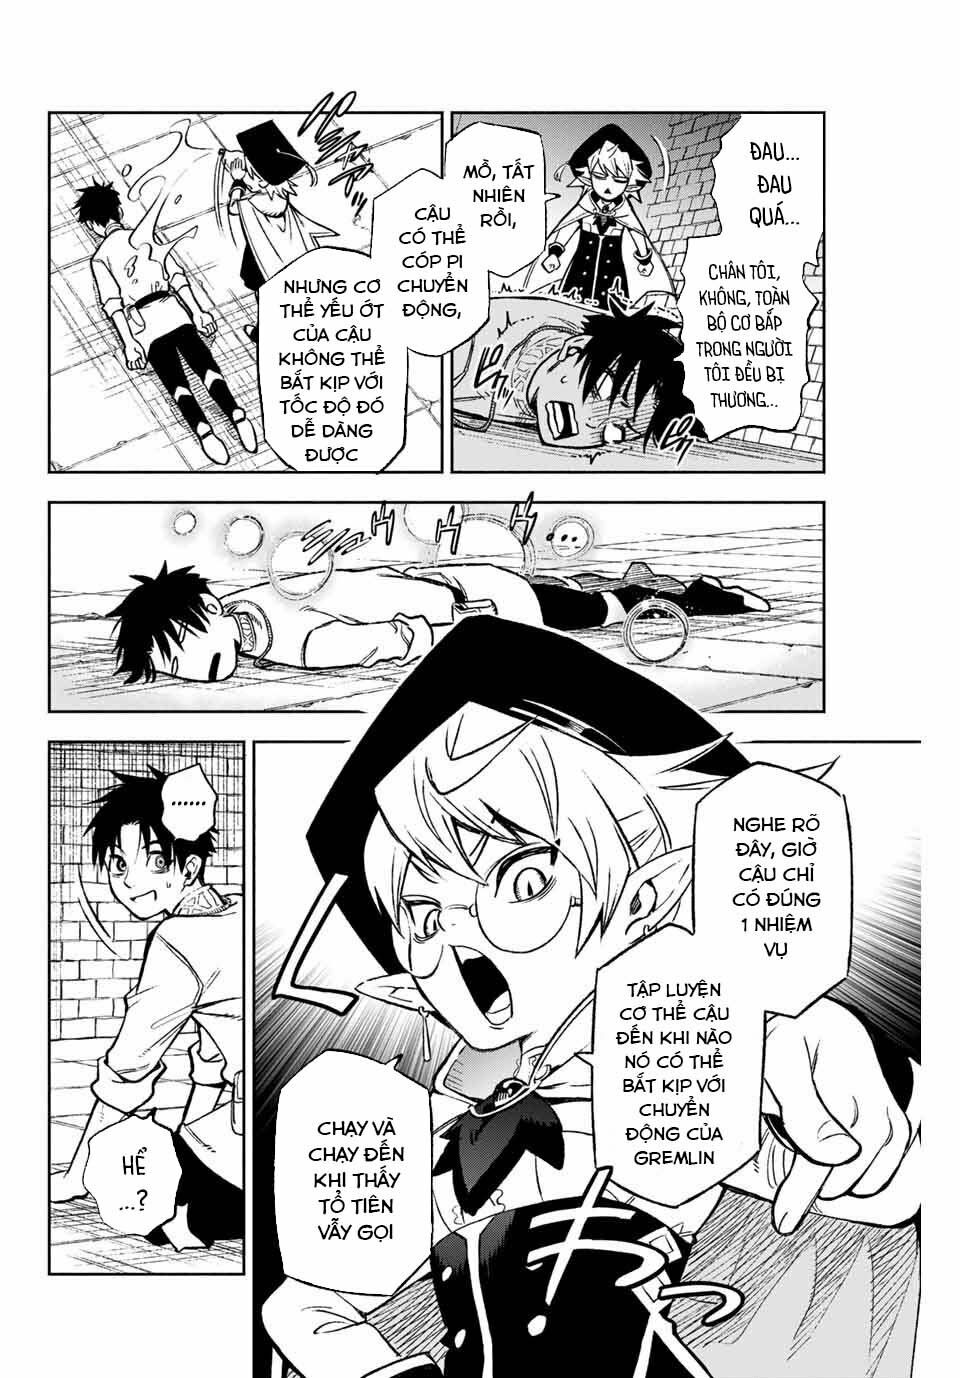 ĐAU...
ĐAU
QUÁ...
CHÂN TÔI,
KHÔNG, TOÀN
BỘ CƠ BẮP
TRONG NGƯỜI
TÔI ĐỀU BỊ
THƯƠNG...
MỒ, TẤT
NHIÊN
RỒI,
CẬU
CÓ THỂ
CÓP PI
CHUYỂN
ĐỘNG,
NHƯNG CƠ
THỂ YẾU ỚT
CỦA CẬU
KHÔNG THỂ
BẮT KỊP VỚI
TỐC ĐỘ ĐÓ
DỄ DÀNG
ĐƯỢC
........
HỂ
...?
NGHE RÕ
ĐÂY, GIỜ
CẬU CHỈ
CÓ ĐÚNG
1 NHIỆM
VỤ
TẬP LUYỆN
CƠ THỂ CẬU
ĐẾN KHI NÀO
NÓ CÓ THỂ
BẮT KỊP VỚI
CHUYỂN
ĐỘNG CỦA
GREMLIN
CHẠY VÀ
CHẠY ĐẾN
KHI THẤY
TỔ TIÊN
VẪY GỌI